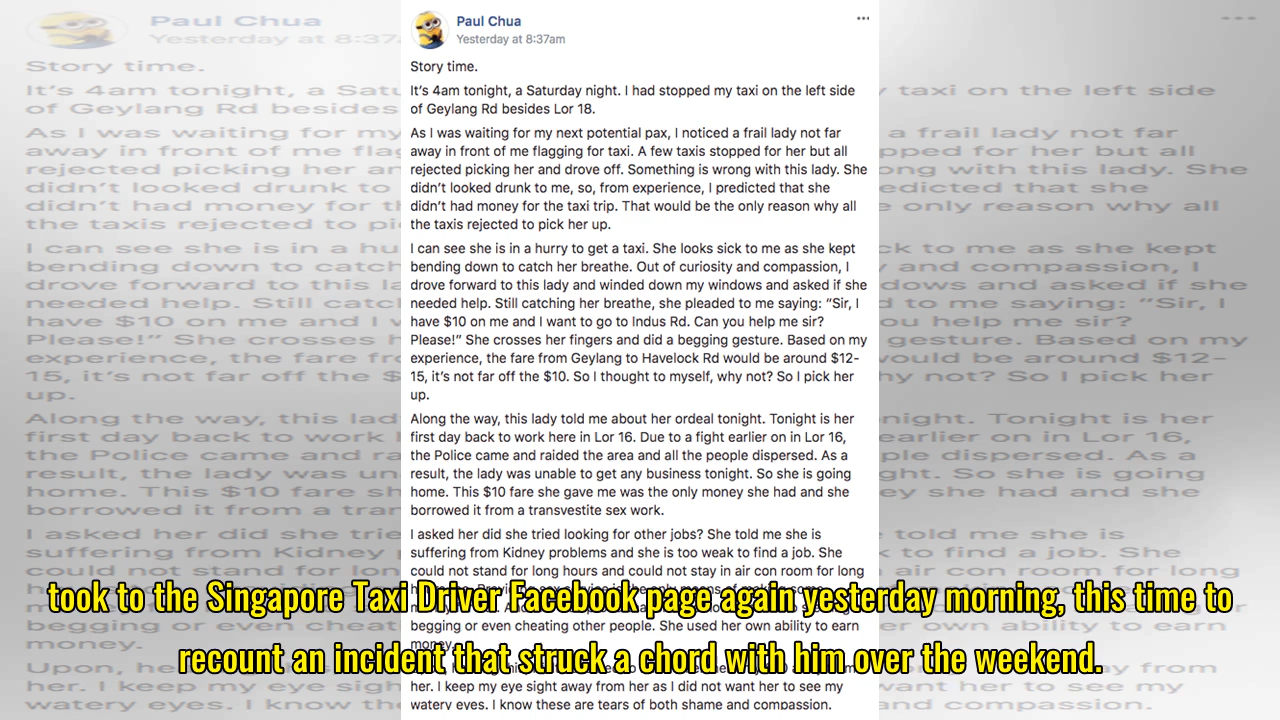 Paul Chua
Yesterday at 8:37am
Story time.
It's 4am tonight, a Saturday night. I had stopped my taxi on the left side
of Geylang Rd besides Lor 18.
As I was waiting for my next potential pax, I noticed a frail lady not far
away in front of me flagging for taxi. A few taxis stopped for her but all
rejected picking her and drove off. Something is wrong with this lady. She
didn't looked drunk to me, so, from experience, I predicted that she
didn't had money for the taxi trip. That would be the only reason why all
the taxis rejected to pick her up.
I can see she is in a hurry to get a taxi. She looks sick to me as she kept
bending down to catch her breathe. Out of curiosity and compassion, I
drove forward to this lady and winded down my windows and asked if she
needed help. Still catching her breathe, she pleaded to me saying: "Sir, I
have $10 on me and I want to go to Indus Rd. Can you help me sir?
Please!" She crosses her fingers and did a begging gesture. Based on my
experience, the fare from Geylang to Havelock Rd would be around $12-
15, it's not far off the $10. So I thought to myself, why not? So I pick her
up.
Along the way, this lady told me about her ordeal tonight. Tonight is her
first day back to work here in Lor 16. Due to a fight earlier on in Lor 16,
the Police came and raided the area and all the people dispersed. As a
result, the lady was unable to get any business tonight. So she is going
home. This $10 fare she gave me was the only money she had and she
borrowed it from a transvestite sex work.
I asked her did she tried looking for other jobs? She told me she is
suffering from Kidney problems and she is too weak to find a job. She
could not stand for long hours and could not stay in air con room for long
took to the Singapore Taxi Driver Facebook page again yesterday morning, this time to
begging or even cheating other people. She used her own ability to earn
money.
recount an incident that struck a chord with him over the weekend.
her. I keep my eye sight away from her as I did not want her to see my
watery eyes. I know these are tears of both shame and compassion.